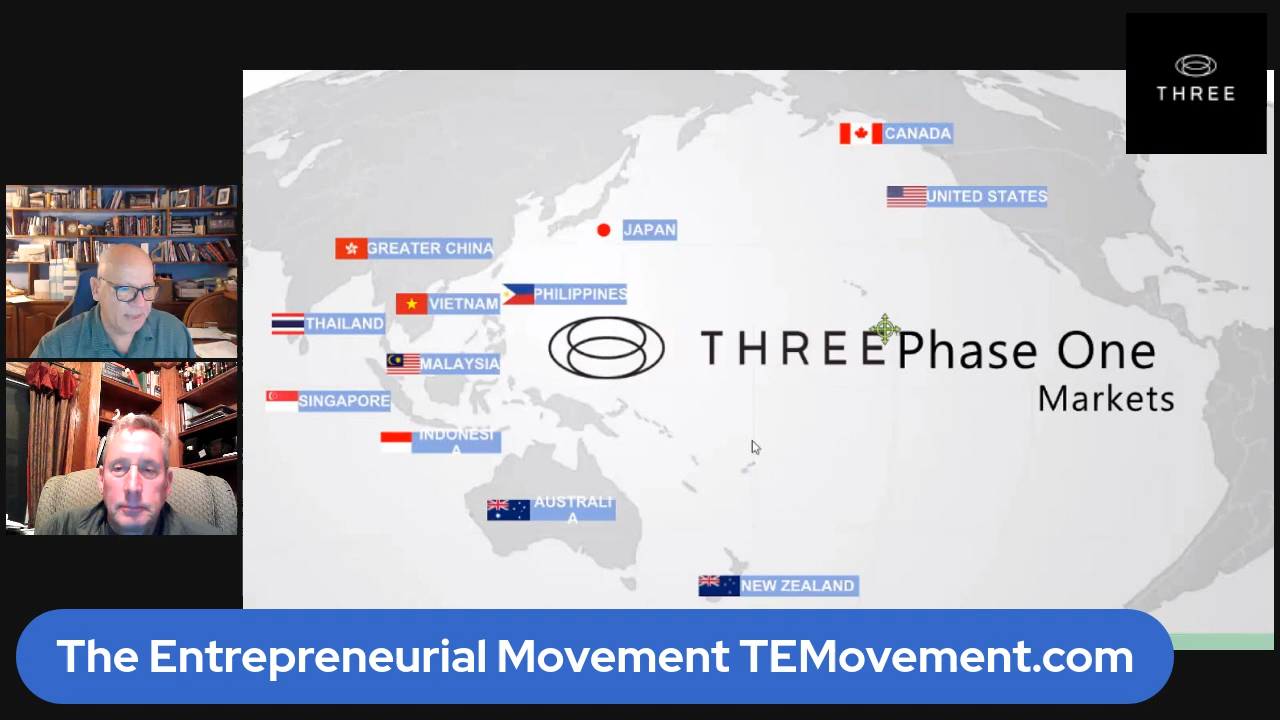 THREE
CANADA
UNITED STATES
JAPAN
GREATER CHINA
PHILIPPINES
VIETNAM
THAILAND
MALAYSIA
THREE Phase One
Markets
SINGAPORE
INDONESI
A
AUSTRALI
A
NEW ZEALAND
The Entrepreneurial Movement TEMovement.com